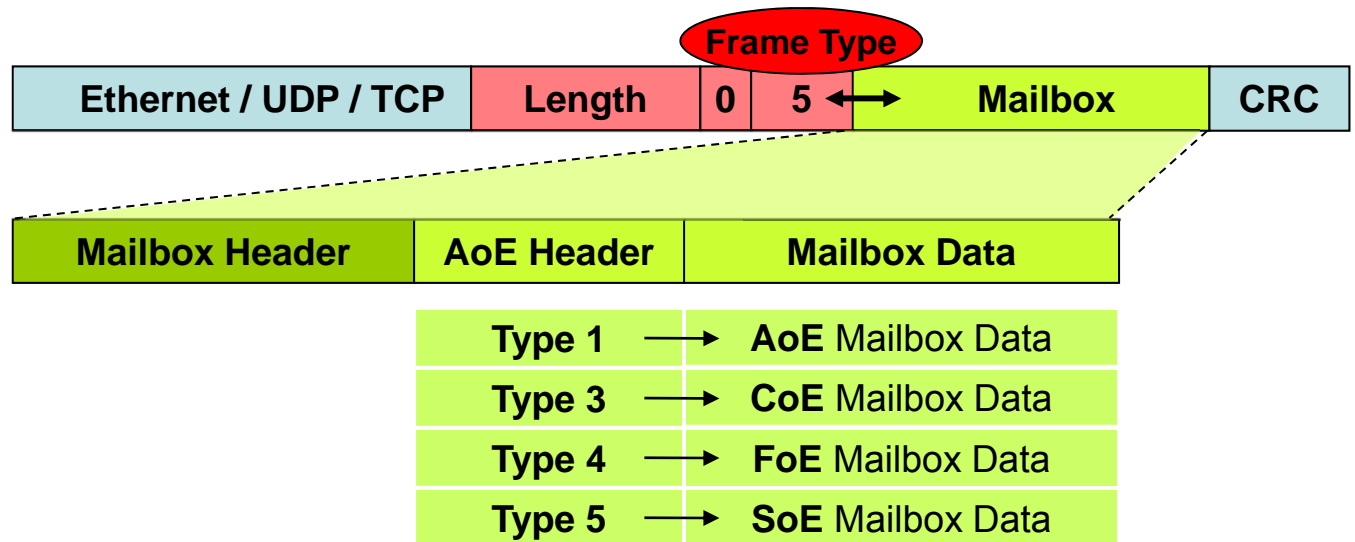 Frame Type
Ethernet / UDP / TCP Length 0 5 Mailbox CRC
Mailbox Header AoE Header Mailbox Data
Type 1 AoE Mailbox Data
Type 3 CoE Mailbox Data
Type 4 FoE Mailbox Data
Type 5 SoE Mailbox Data